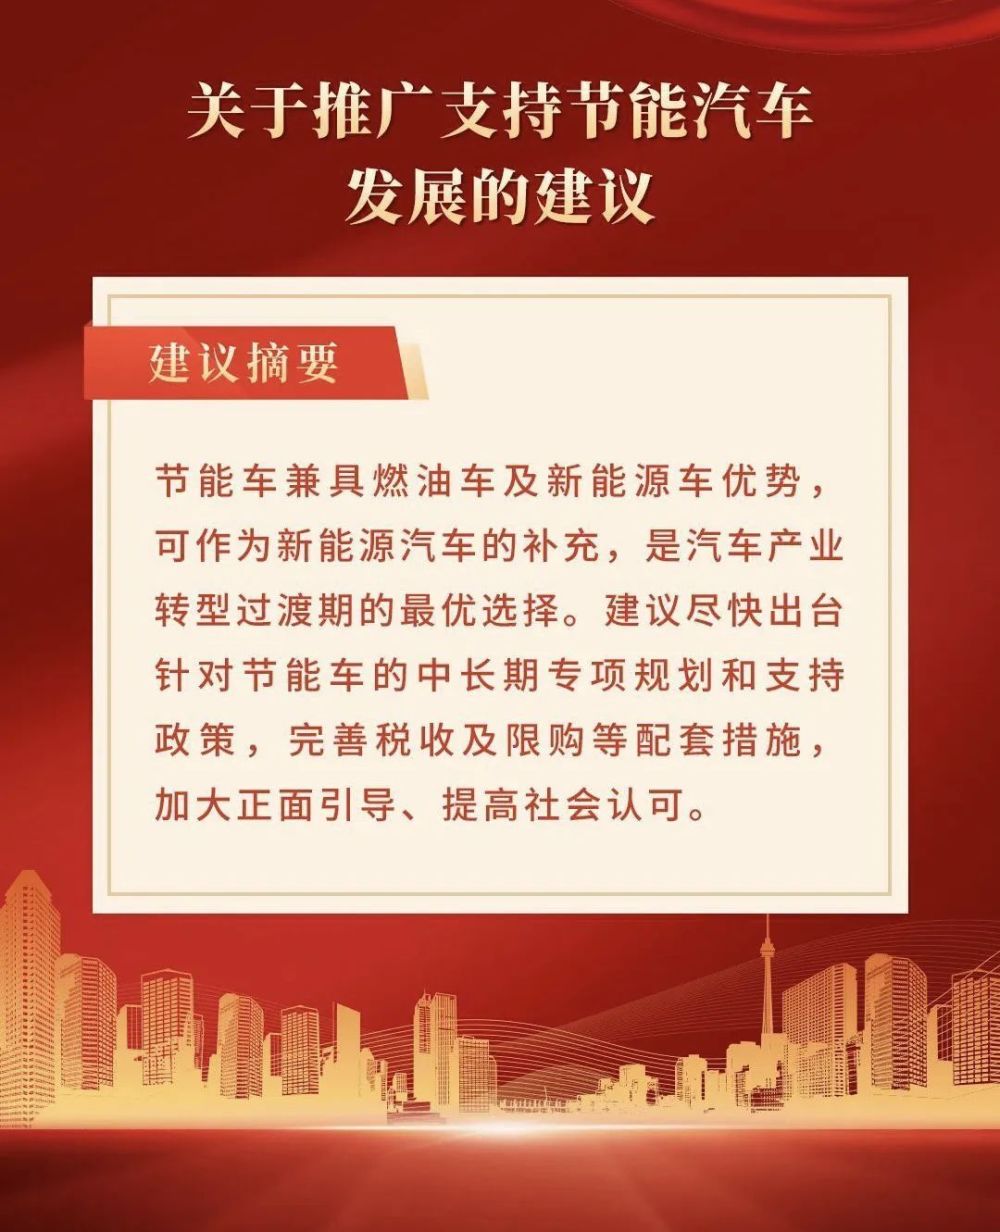 关于推广支持节能汽车
发展的建议
建议摘要
节能车兼具燃油车及新能源车优势，
可作为新能源汽车的补充，是汽车产业
转型过渡期的最优选择。建议尽快出台
针对节能车的中长期专项规划和支持
政策，完善税收及限购等配套措施，
加大正面引导、提高社会认可。